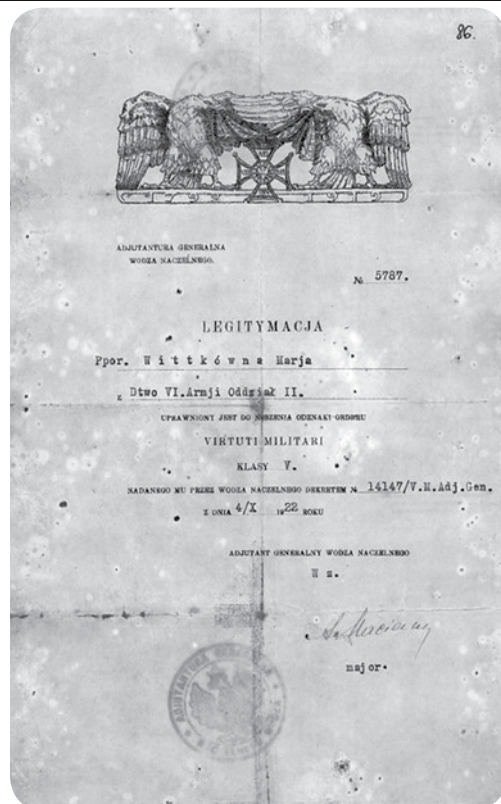 86.
ADJUTANTURA GENERALNA
WODZA NACZELNEGO.
№ 5787.
LEGITYMACJA
Ppor. Wittkówna Marja
z Dtwo VI.Armji Oddział II.
UPRAWNIONY JEST DO NOSZENIA ODZNAKI ORDERU
VIRTUTI MILITARI
KLASY V.
NADANEGO MU PRZEZ WODZA NACZELNEGO DEKRETEM № 14147/V.M.Adj.Gen.
Z DNIA 4/X 1922 ROKU
ADJUTANT GENERALNY WODZA NACZELNEGO
W z.
major.
ADJUTANTURA